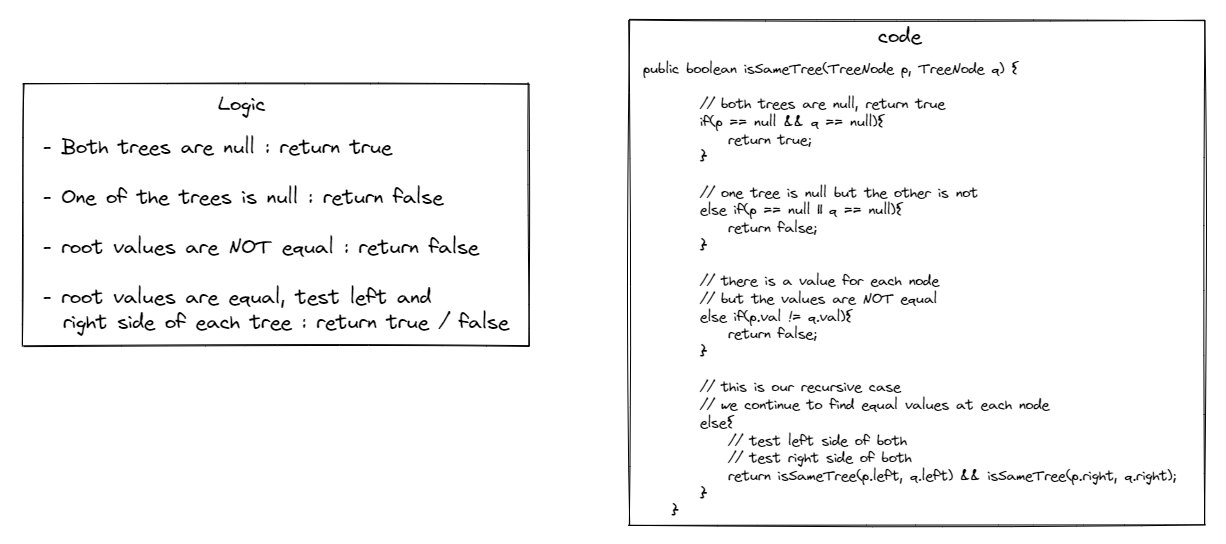 Logic
- Both trees are null : return true
- One of the trees is null : return false
- root values are NOT equal : return false
- root values are equal, test left and
right side of each tree : return true / false
code
public boolean isSameTree(TreeNode p, TreeNode q) {
// both trees are null, return true
if(p == null && q == null){
return true;
}
// one tree is null but the other is not
else if(p == null || q == null){
return false;
}
// there is a value for each node
// but the values are NOT equal
else if(p.val != q.val){
return false;
}
// this is our recursive case
// we continue to find equal values at each node
else{
// test left side of both
// test right side of both
return isSameTree(p.left, q.left) && isSameTree(p.right, q.right);
}
}